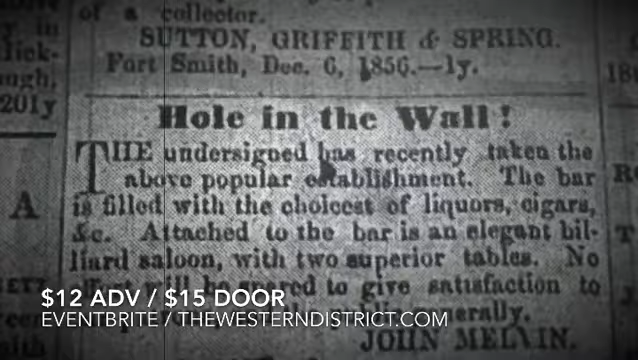 of a collector.
SUTTON, GRIFFITH & SPRING.
Fort Smith, Dec. 6, 1856.—ly.
201y
Hole in the Wall!
THE undersigned has recently taken the
above popular establishment. The bar
is filled with the choicest of liquors, cigars,
&c. Attached to the bar is an elegant bil-
liard saloon, with two superior tables. No
to give satisfaction to
JOHN MELVIN.
A
$12 ADV / $15 DOOR
EVENTBRITE / THEWESTERNDISTRICT.COM